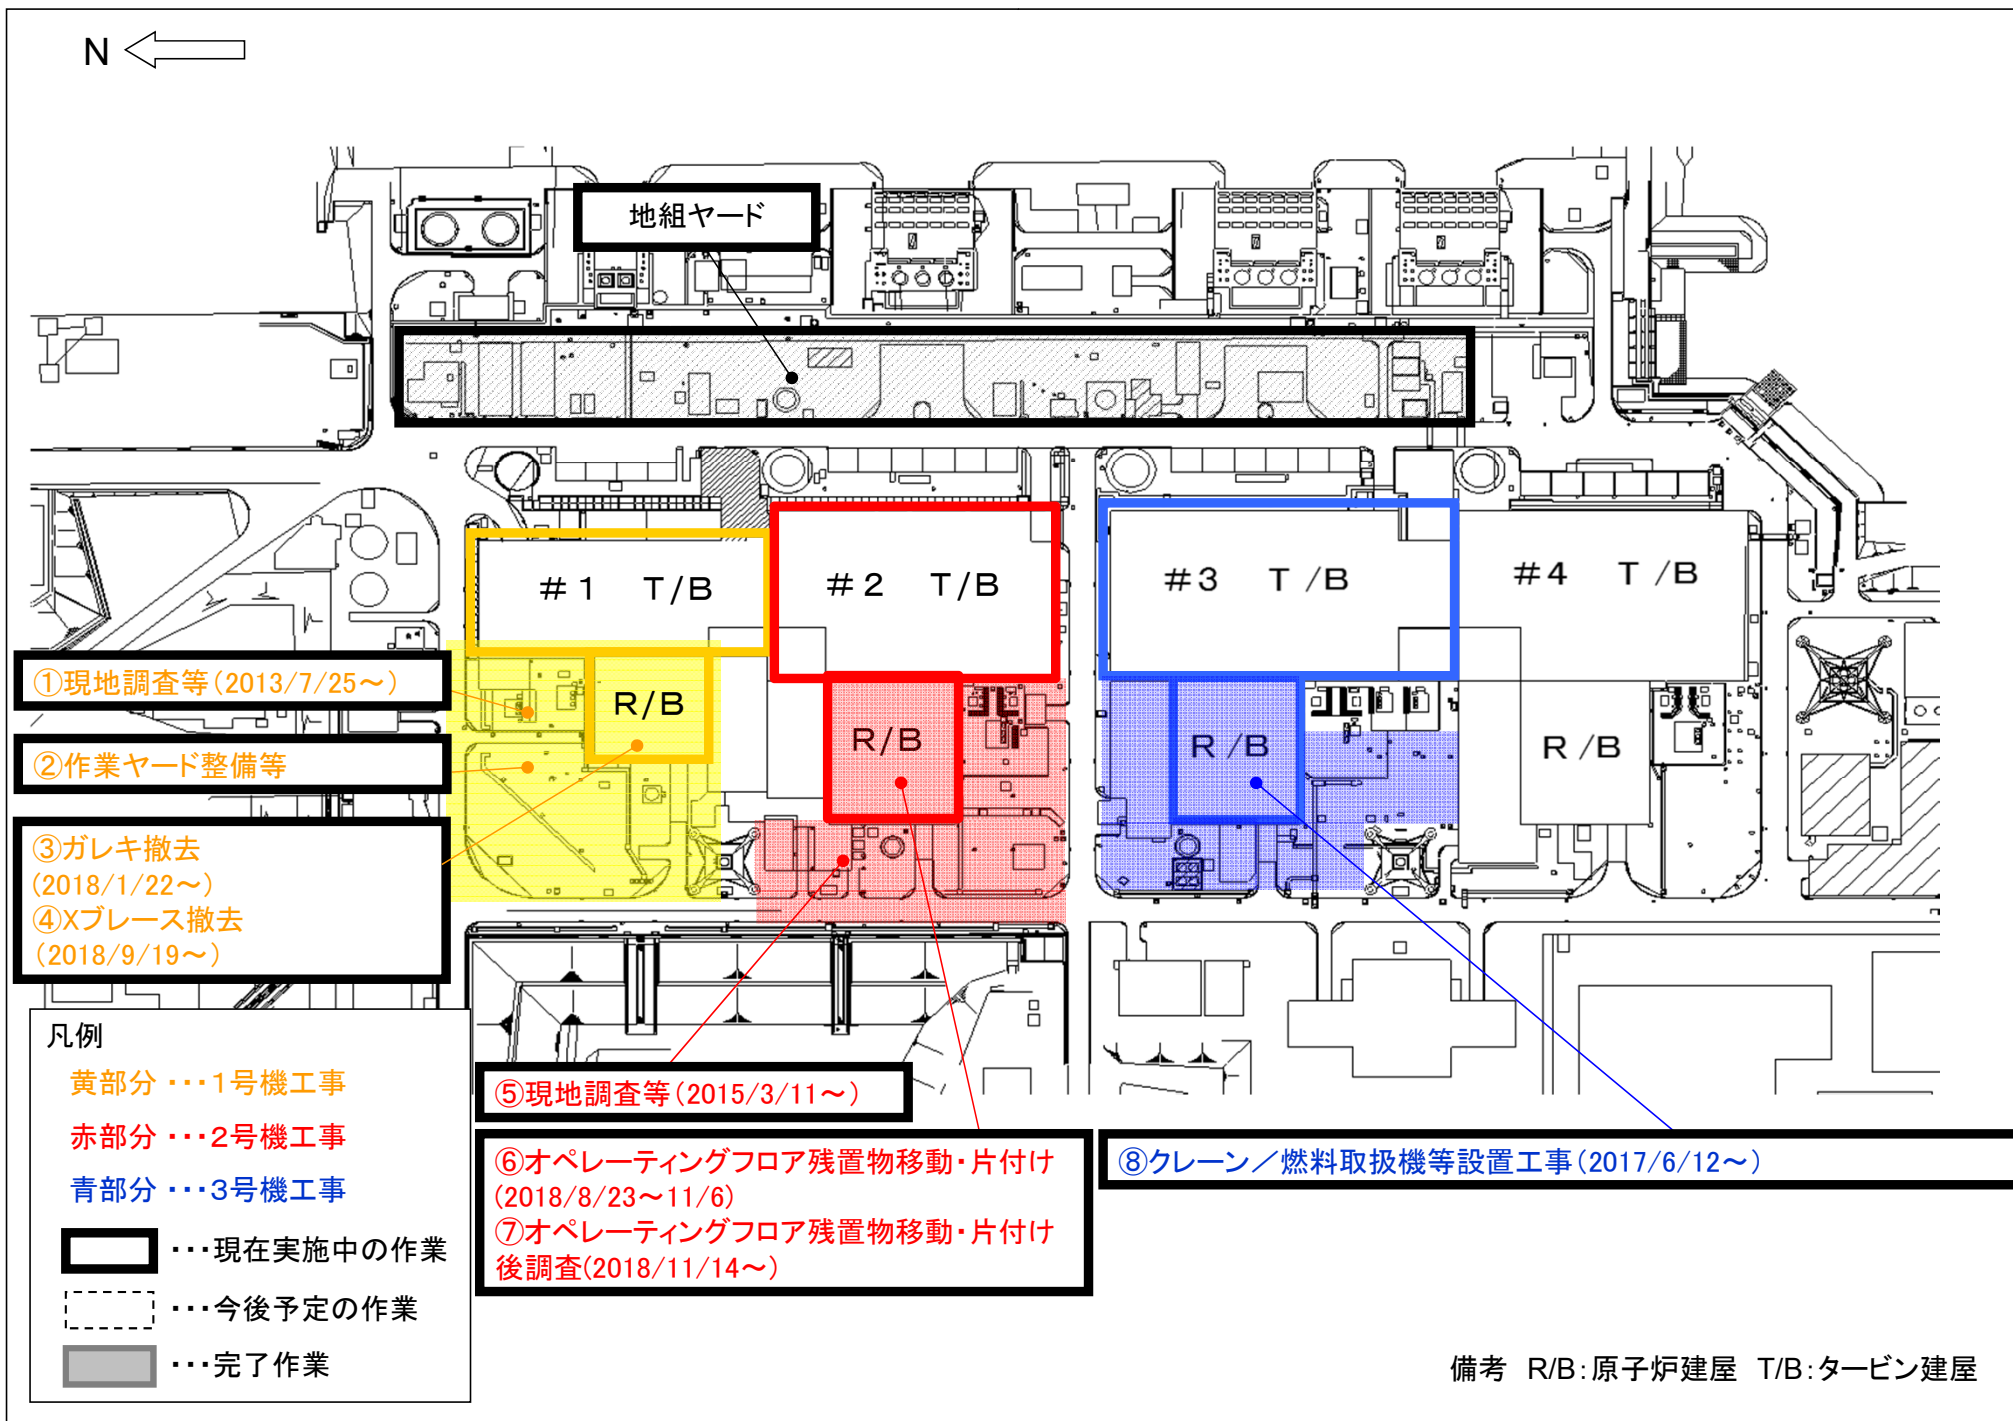 N
地組ヤード
#1 T/B
#2 T/B
#3 T/B
#4 T/B
R/B
R/B
R/B
R/B
①現地調査等(2013/7/25～)
②作業ヤード整備等
③ガレキ撤去
(2018/1/22～)
④Xブレース撤去
(2018/9/19～)
⑤現地調査等(2015/3/11～)
⑥オペレーティングフロア残置物移動・片付け
(2018/8/23～11/6)
⑦オペレーティングフロア残置物移動・片付け
後調査(2018/11/14～)
⑧クレーン／燃料取扱機等設置工事(2017/6/12～)
凡例
黄部分 ・・・1号機工事
赤部分 ・・・2号機工事
青部分 ・・・3号機工事
・・・現在実施中の作業
・・・今後予定の作業
・・・完了作業
備考 R/B：原子炉建屋 T/B：タービン建屋